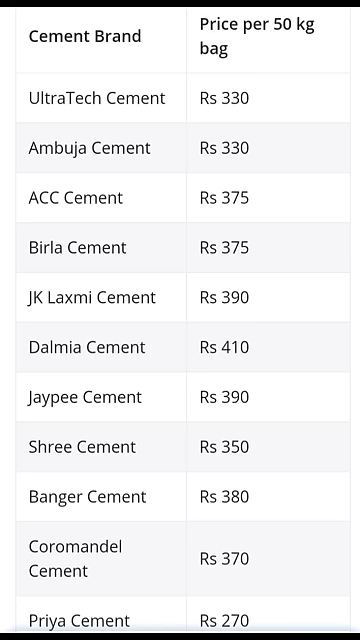 Cement Brand Price per 50 kg
bag
UltraTech Cement Rs 330
Ambuja Cement Rs 330
ACC Cement Rs 375
Birla Cement Rs 375
JK Laxmi Cement Rs 390
Dalmia Cement Rs 410
Jaypee Cement Rs 390
Shree Cement Rs 350
Banger Cement Rs 380
Coromandel
Cement Rs 370
Priya Cement Rs 270